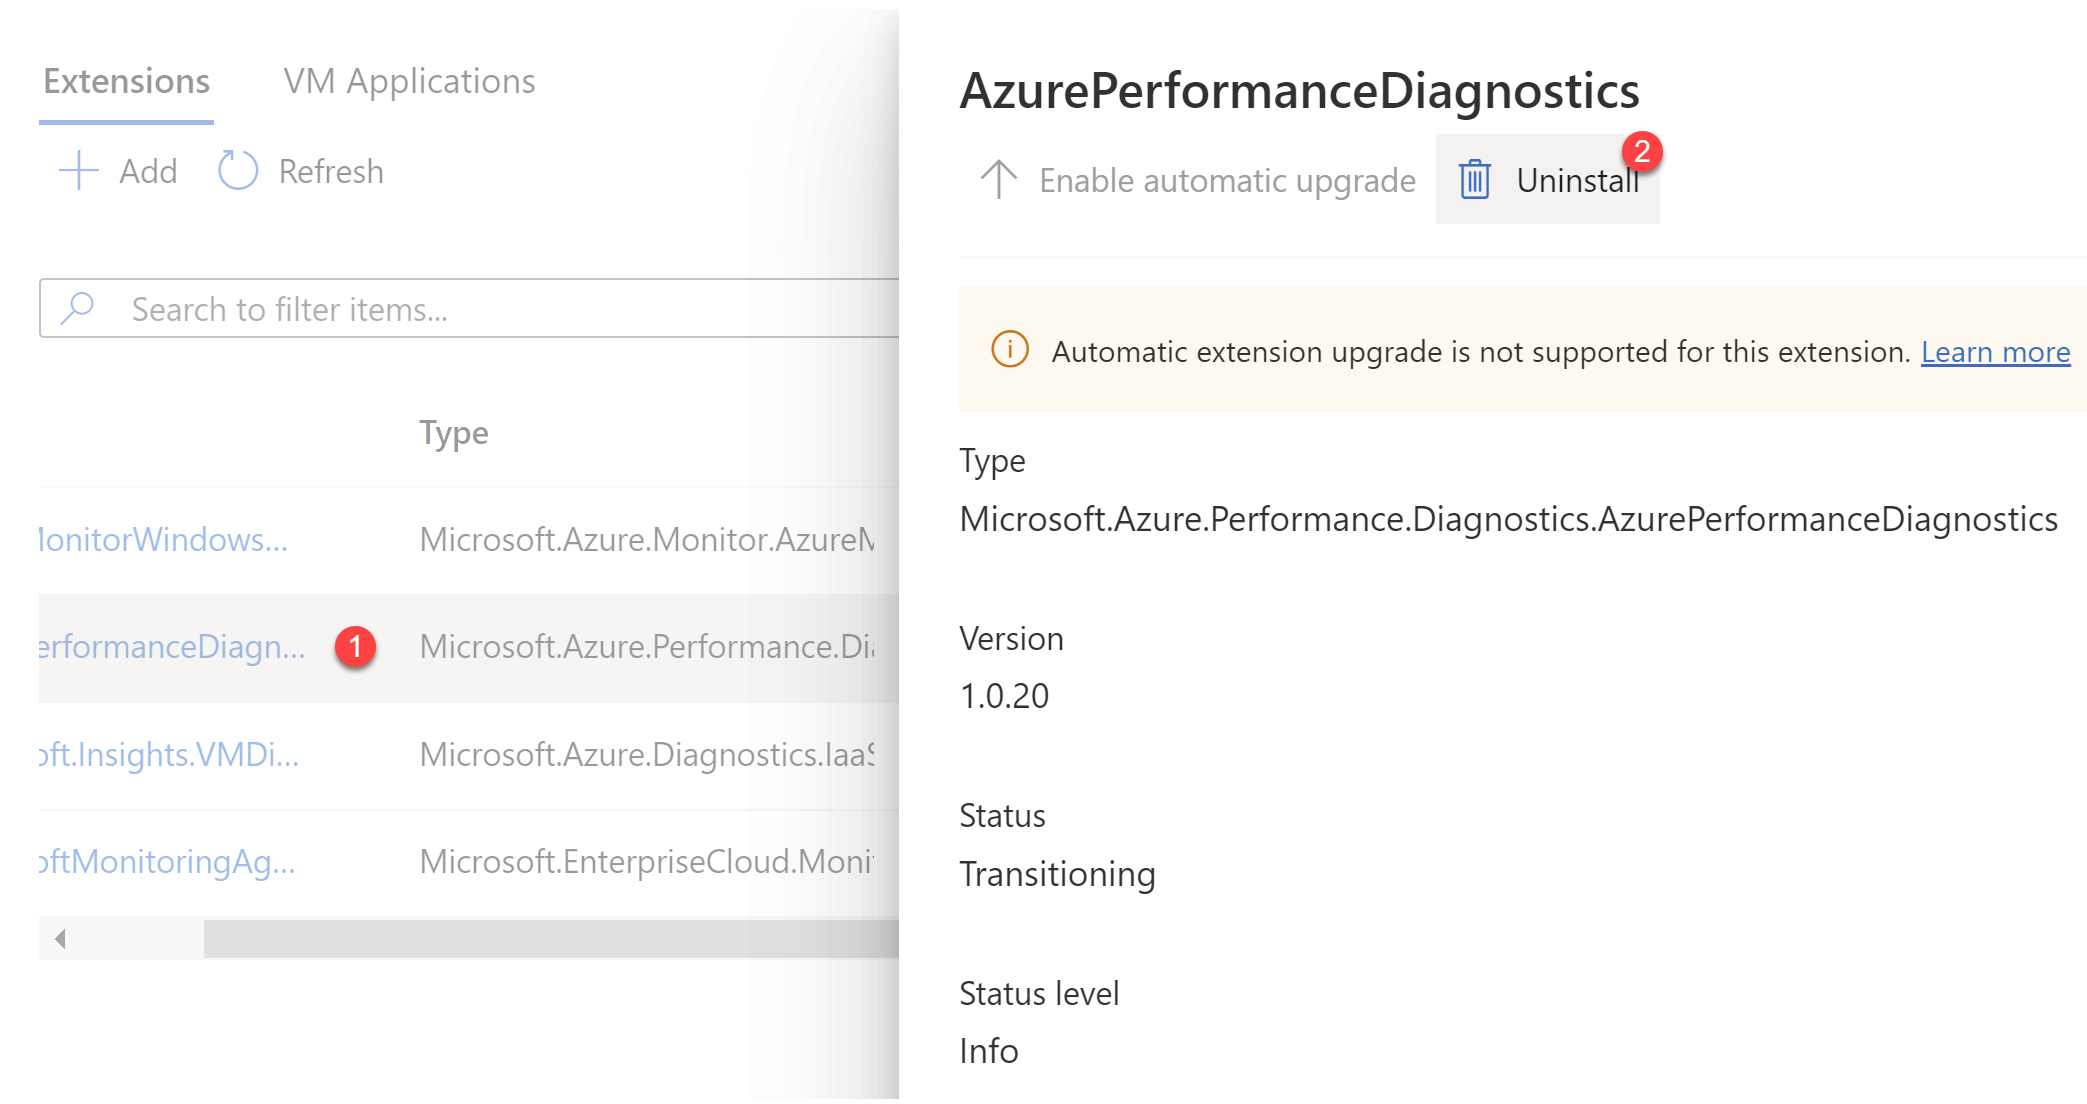 Extensions VM Applications
Add Refresh
Search to filter items...
Type
MonitorWindows... Microsoft.Azure.Monitor.AzureM
erformanceDiagn... 1 Microsoft.Azure.Performance.Dia
oft.Insights.VMDi... Microsoft.Azure.Diagnostics.IaaS
oftMonitoringAg... Microsoft.EnterpriseCloud.Monit
AzurePerformanceDiagnostics
Enable automatic upgrade Uninstall 2
Automatic extension upgrade is not supported for this extension. Learn more
Type
Microsoft.Azure.Performance.Diagnostics.AzurePerformanceDiagnostics
Version
1.0.20
Status
Transitioning
Status level
Info